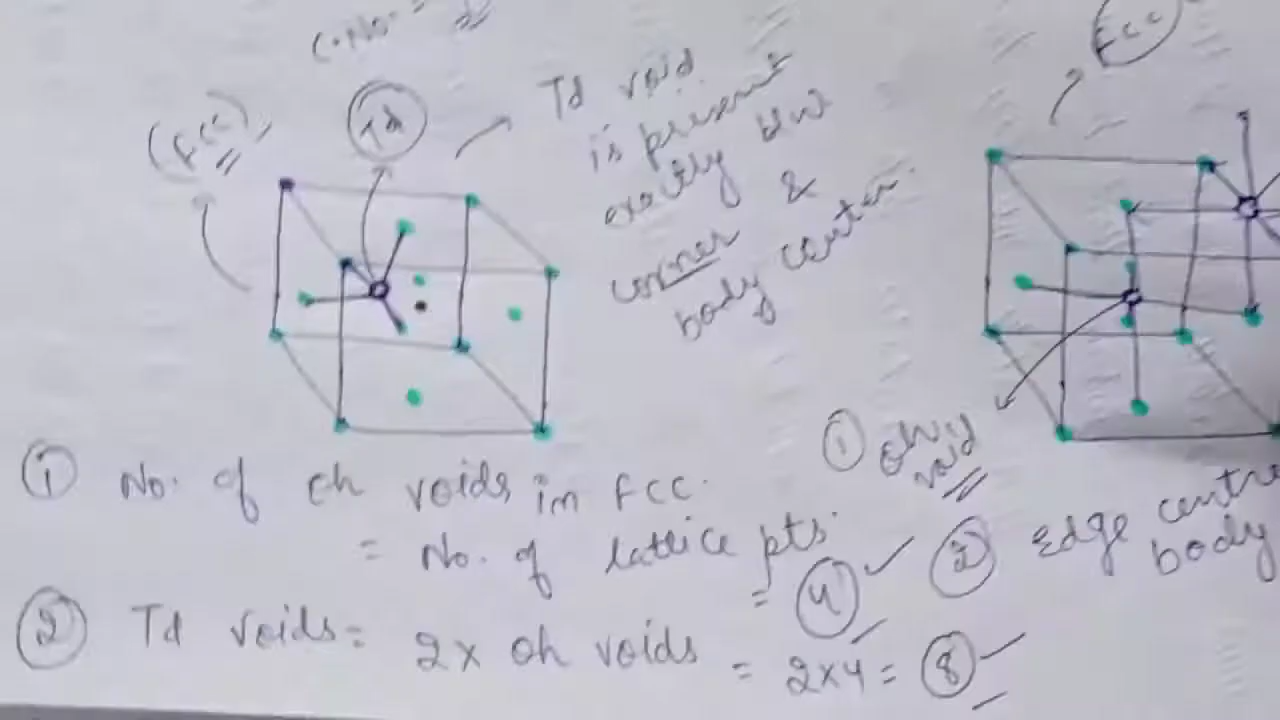 (FCC)
Td
Td void
is present
exactly b/w
corner &
body center.
FCC
① Oh void
② Edge centre
body
① No. of Oh voids in FCC.
= No. of lattice pts.
= 4
② Td voids = 2x Oh voids = 2x4 = 8